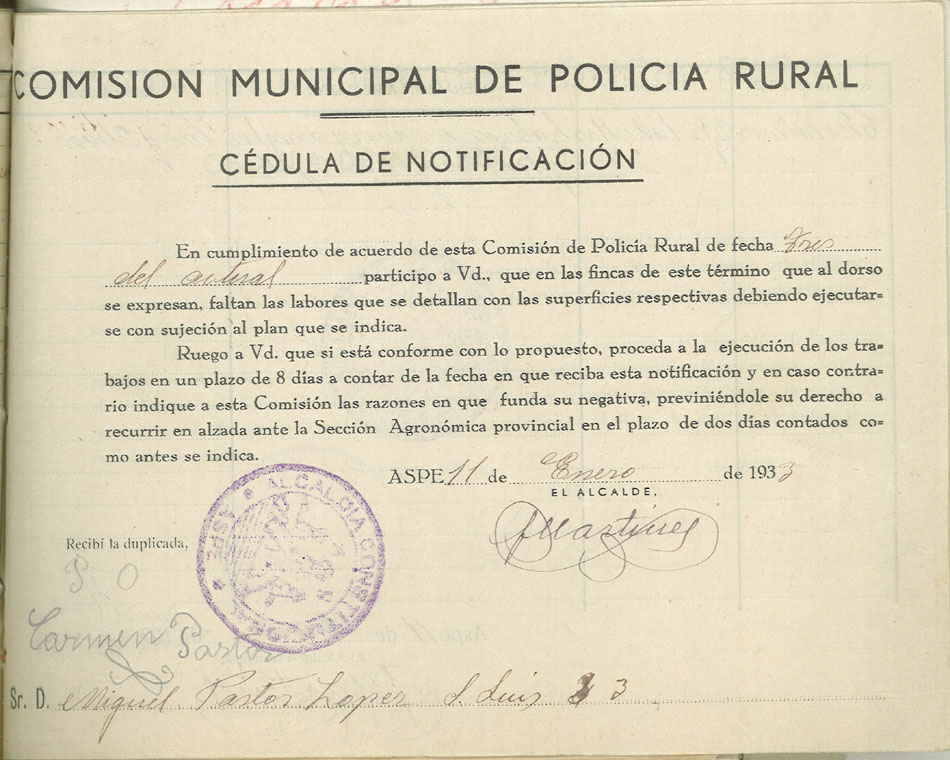 COMISION MUNICIPAL DE POLICIA RURAL
CÉDULA DE NOTIFICACIÓN
En cumplimiento de acuerdo de esta Comisión de Policía Rural de fecha Tres
del actual participo a Vd., que en las fincas de este término que al dorso
se expresan, faltan las labores que se detallan con las superficies respectivas debiendo ejecutar=
se con sujeción al plan que se indica.
Ruego a Vd. que si está conforme con lo propuesto, proceda a la ejecución de los tra=
bajos en un plazo de 8 días a contar de la fecha en que reciba esta notificación y en caso contra=
rio indique a esta Comisión las razones en que funda su negativa, previniéndole su derecho a
recurrir en alzada ante la Sección Agronómica provincial en el plazo de dos días contados co=
mo antes se indica.
ASPE 11 de Enero de 1933
EL ALCALDE,
Martinez
ALCALDIA CONSTITUCIONAL * ASPE *
Recibí la duplicada,
P. O
Carmen Pastor
Sr. D. Miguel Pastor Lopez S. Luis 3